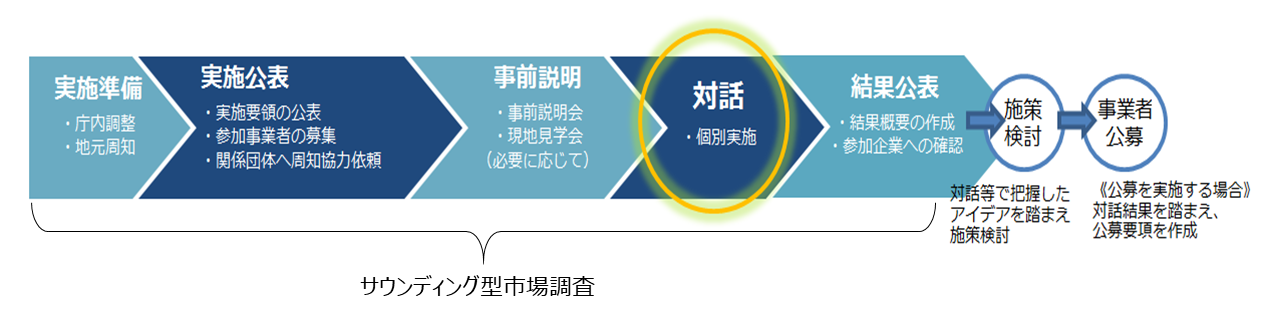 実施準備
・庁内調整
・地元周知
実施公表
・実施要領の公表
・参加事業者の募集
・関係団体へ周知協力依頼
事前説明
・事前説明会
・現地見学会
(必要に応じて)
対話
・個別実施
結果公表
・結果概要の作成
・参加企業への確認
施策
検討
事業者
公募
対話等で把握した
アイデアを踏まえ
施策検討
《公募を実施する場合》
対話結果を踏まえ、
公募要項を作成
サウンディング型市場調査